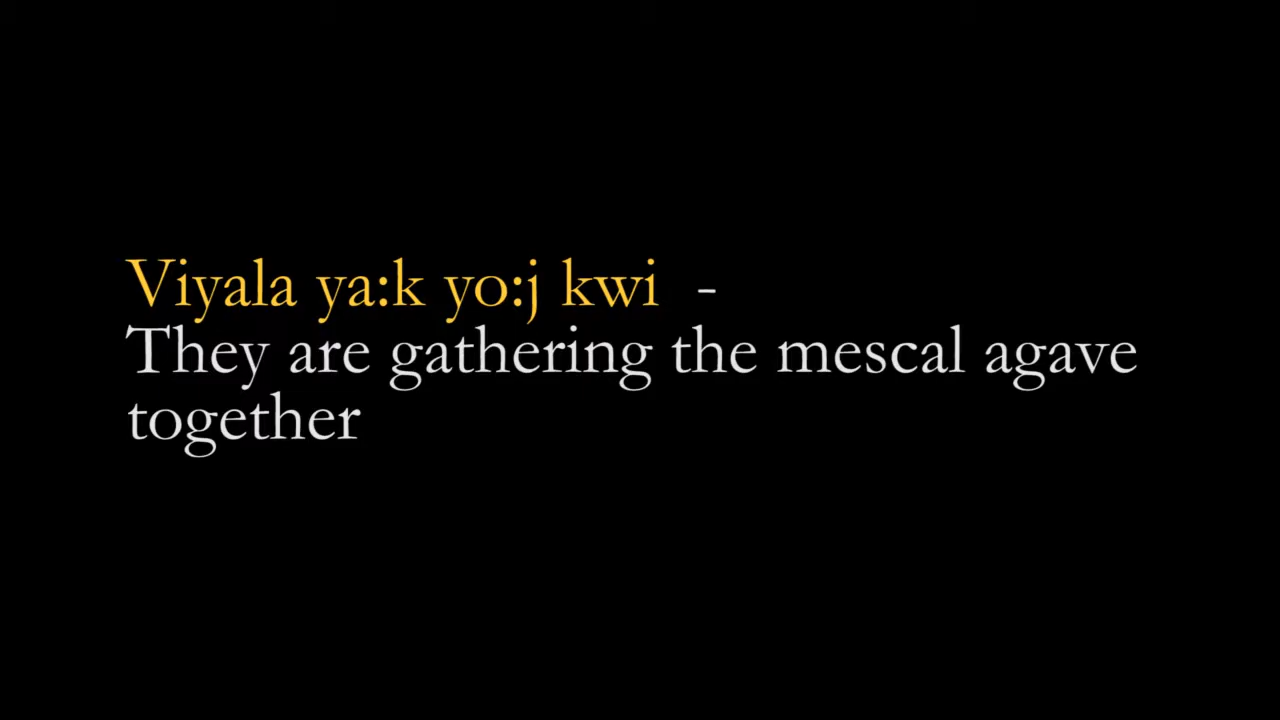 Viyala ya:k yo:j kwi -
They are gathering the mescal agave
together